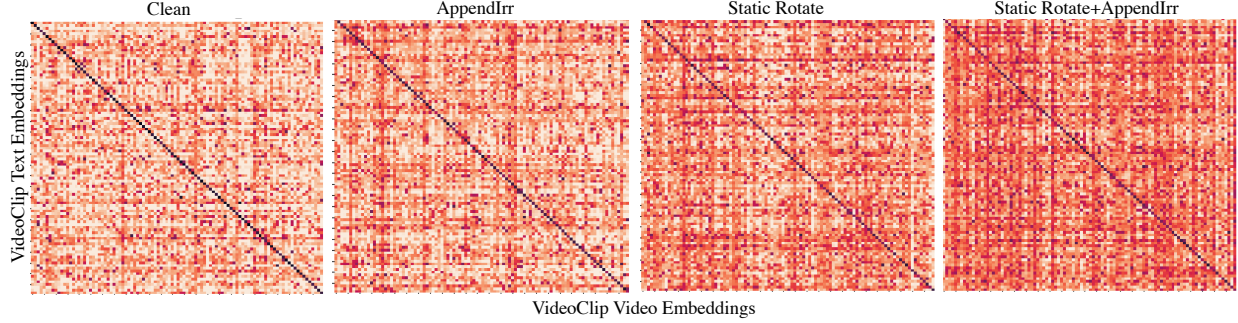 Clean
AppendIrr
Static Rotate
Static Rotate+AppendIrr
VideoClip Text Embeddings
VideoClip Video Embeddings